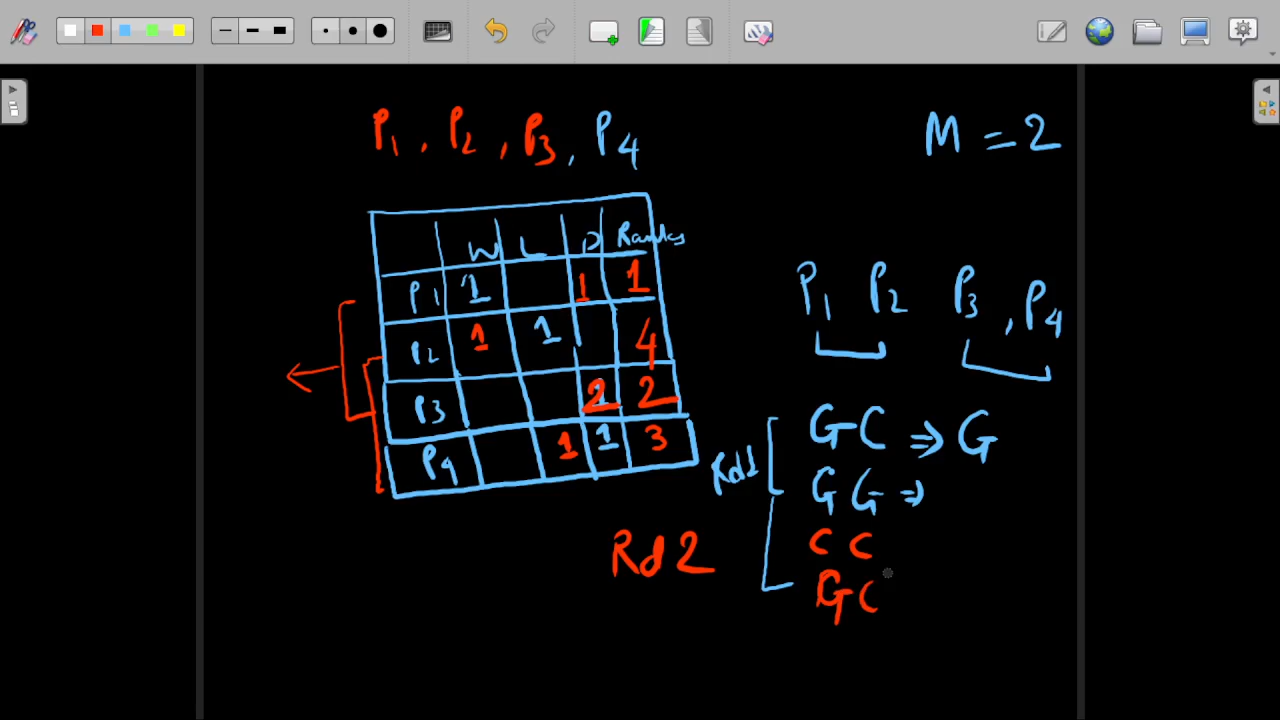 P1, P2, P3, P4
M = 2
W L D Ranks
P1 1 1 1
P2 1 1 4
P3 2 2
P4 1 1 3
P1 P2 P3, P4
Rd1
GC ⇒ G
GG ⇒
CC
GC
Rd 2